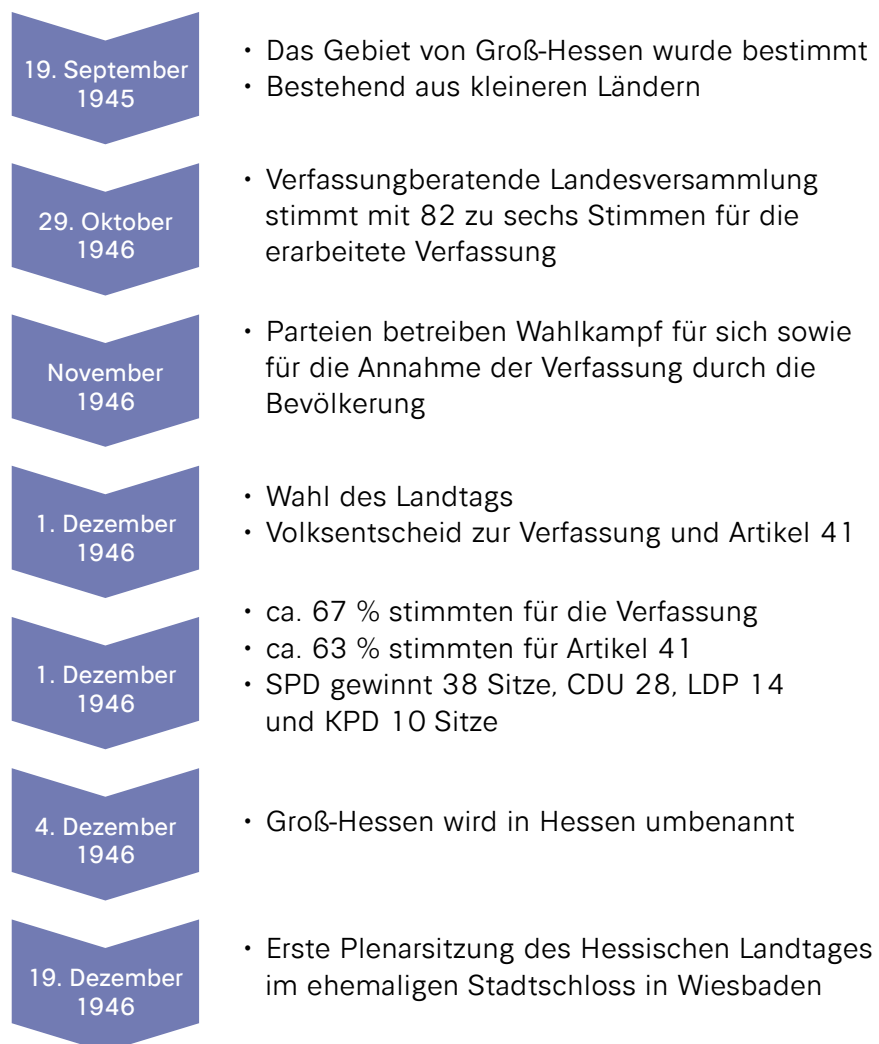 19. September
1945
• Das Gebiet von Groß-Hessen wurde bestimmt
• Bestehend aus kleineren Ländern
29. Oktober
1946
• Verfassungberatende Landesversammlung
stimmt mit 82 zu sechs Stimmen für die
erarbeitete Verfassung
November
1946
• Parteien betreiben Wahlkampf für sich sowie
für die Annahme der Verfassung durch die
Bevölkerung
1. Dezember
1946
• Wahl des Landtags
• Volksentscheid zur Verfassung und Artikel 41
1. Dezember
1946
• ca. 67 % stimmten für die Verfassung
• ca. 63 % stimmten für Artikel 41
• SPD gewinnt 38 Sitze, CDU 28, LDP 14
und KPD 10 Sitze
4. Dezember
1946
• Groß-Hessen wird in Hessen umbenannt
19. Dezember
1946
• Erste Plenarsitzung des Hessischen Landtages
im ehemaligen Stadtschloss in Wiesbaden